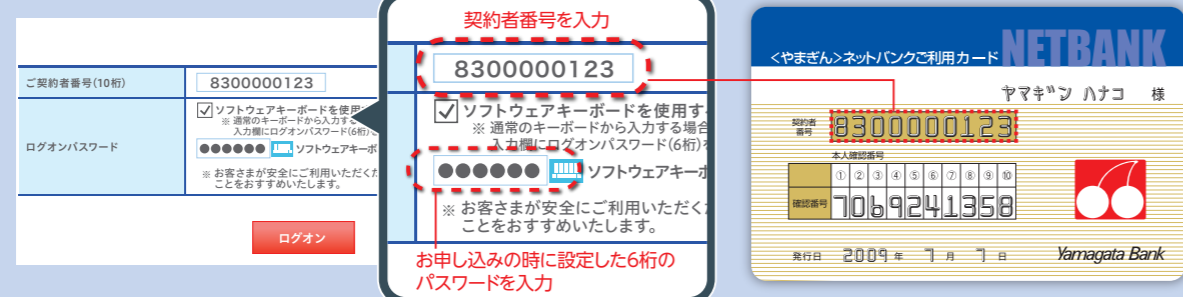 ご契約者番号(10桁)
8300000123
ログオンパスワード
ソフトウェアキーボードを使用
※ 通常のキーボードから入力する
入力欄にログオンパスワード(6桁)
●●●●●●
ソフトウェアキーボ
※ お客さまが安全にご利用いただくた
ことをおすすめいたします。
ログオン
契約者番号を入力
8300000123
ソフトウェアキーボードを使用す
※ 通常のキーボードから入力する場合
入力欄にログオンパスワード(6桁)を
●●●●●●
ソフトウェアキーボ
※ お客さまが安全にご利用いただく
ことをおすすめいたします。
お申し込みの時に設定した6桁の
パスワードを入力
NETBANK
<やまぎん>ネットバンクご利用カード
ヤマギン ハナコ 様
契約者
番号
8300000123
本人確認番号
① ② ③ ④ ⑤ ⑥ ⑦ ⑧ ⑨ ⑩
確認番号 7069241358
発行日 2009 年 7 月 7 日
Yamagata Bank